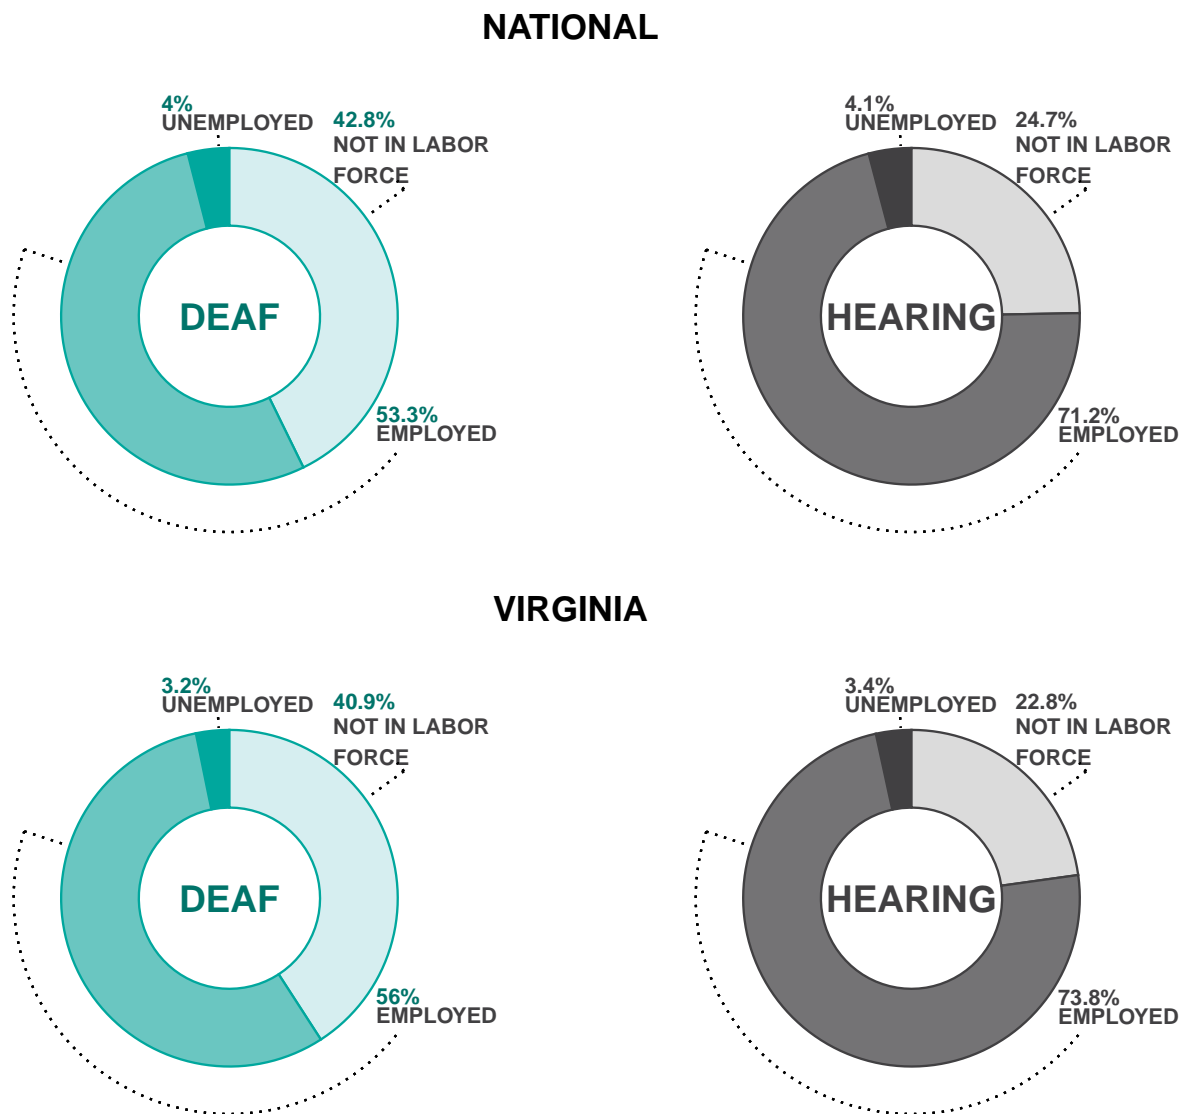 NATIONAL
4%
UNEMPLOYED
42.8%
NOT IN LABOR
FORCE
DEAF
53.3%
EMPLOYED
4.1%
UNEMPLOYED
24.7%
NOT IN LABOR
FORCE
HEARING
71.2%
EMPLOYED
VIRGINIA
3.2%
UNEMPLOYED
40.9%
NOT IN LABOR
FORCE
DEAF
56%
EMPLOYED
3.4%
UNEMPLOYED
22.8%
NOT IN LABOR
FORCE
HEARING
73.8%
EMPLOYED